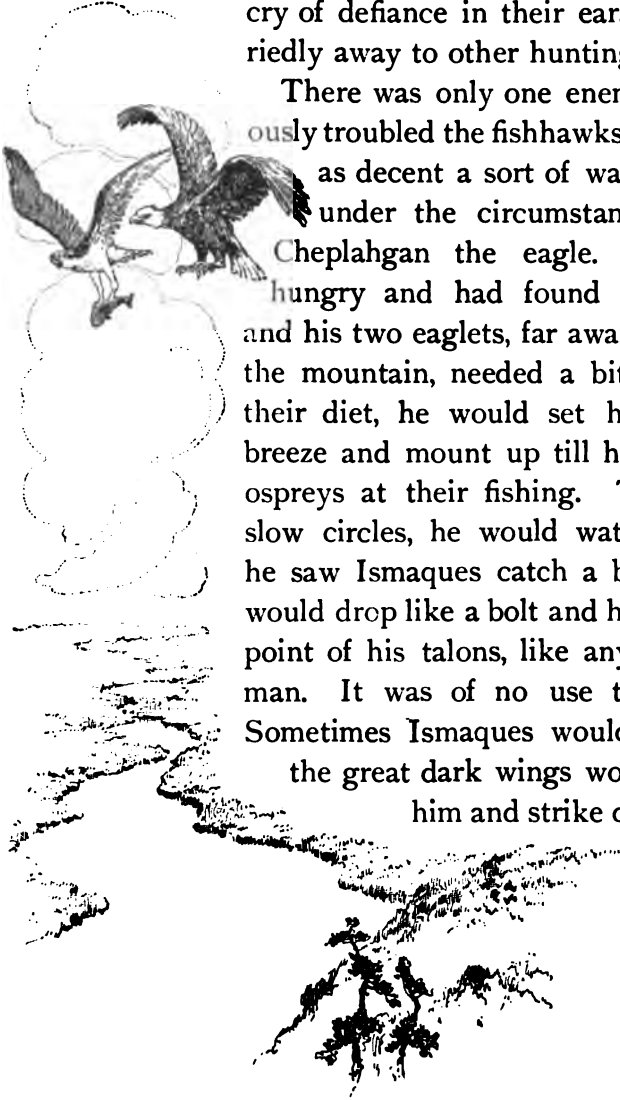 cry of defiance in their ear
riedly away to other hunting
There was only one ene
ously troubled the fishhawks
as decent a sort of wa
under the circumstan
Cheplahgan the eagle.
hungry and had found
and his two eaglets, far awa
the mountain, needed a bi
their diet, he would set h
breeze and mount up till h
ospreys at their fishing.
slow circles, he would wat
he saw Ismaques catch a b
would drop like a bolt and h
point of his talons, like any
man. It was of no use t
Sometimes Ismaques would
the great dark wings wo
him and strike